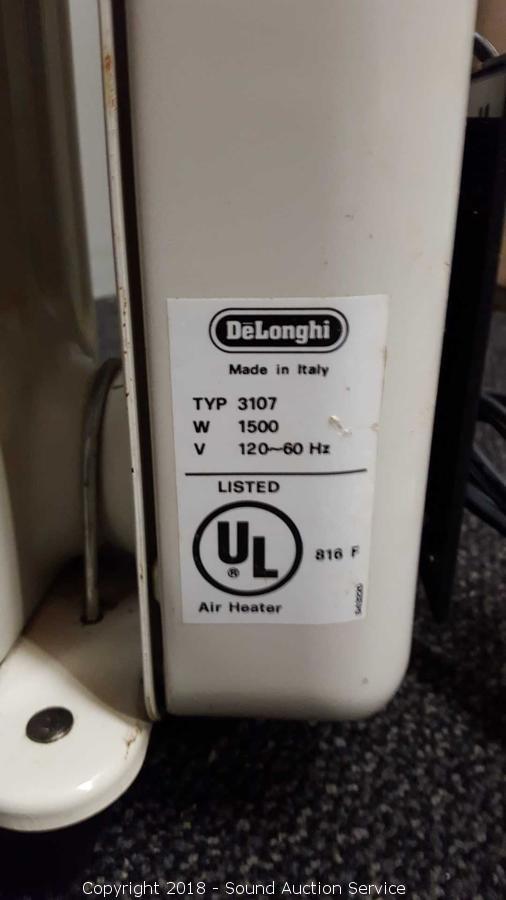 DēLonghi
Made in Italy
TYP 3107
W 1500
V 120~60 Hz
LISTED
UL
®
816 F
Air Heater
Copyright 2018 - Sound Auction Service